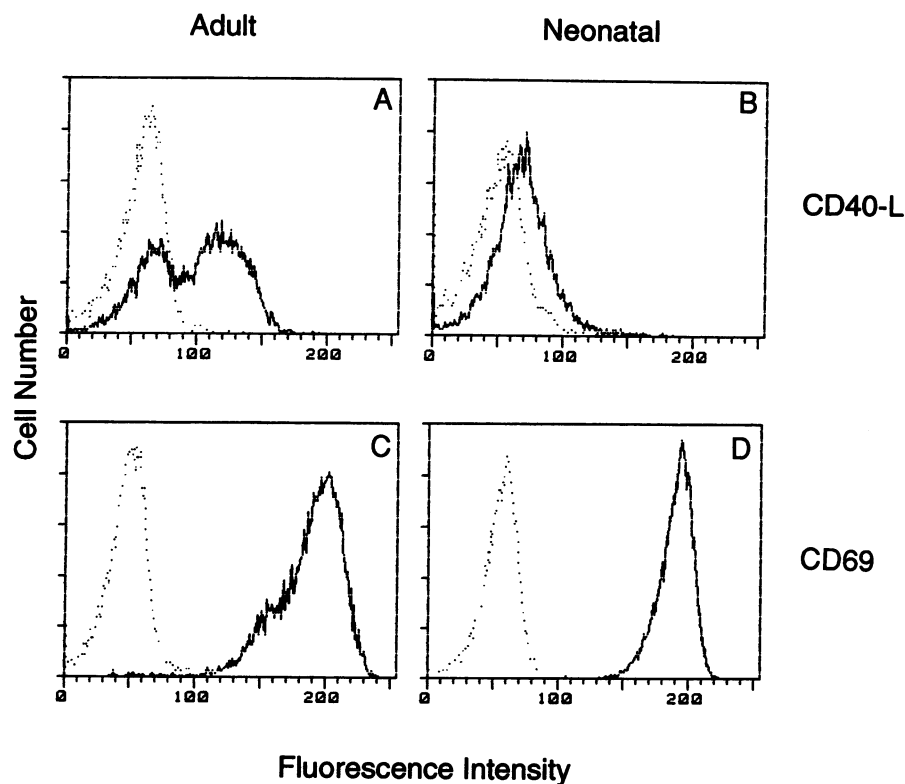 Adult
Neonatal
A
B
CD40-L
0 100 200
0 100 200
Cell Number
C
D
CD69
0 100 200
0 100 200
Fluorescence Intensity